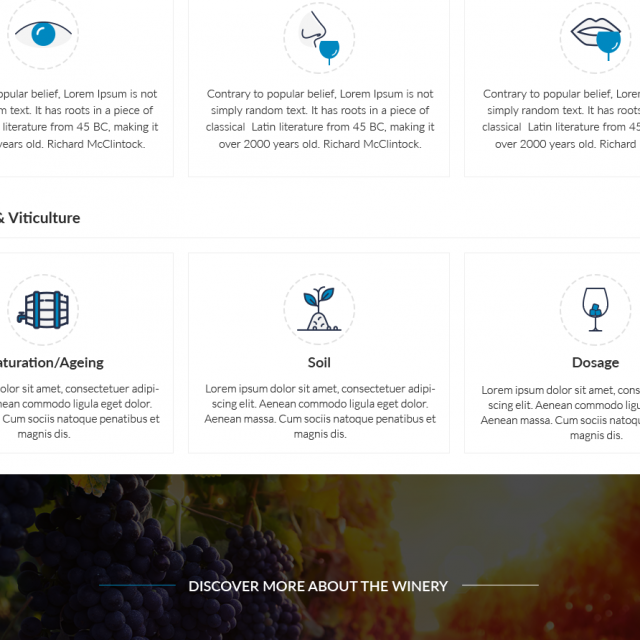 opular belief, Lorem Ipsum is not
m text. It has roots in a piece of
literature from 45 BC, making it
years old. Richard McClintock.
Contrary to popular belief, Lorem Ipsum is not
simply random text. It has roots in a piece of
classical Latin literature from 45 BC, making it
over 2000 years old. Richard McClintock.
Contrary to popular belief, Lore
simply random text. It has roots
classical Latin literature from 45
over 2000 years old. Richard
& Viticulture
aturation/Ageing
olor sit amet, consectetuer adipi-
nean commodo ligula eget dolor.
Cum sociis natoque penatibus et
magnis dis.
Soil
Lorem ipsum dolor sit amet, consectetuer adipi-
scing elit. Aenean commodo ligula eget dolor.
Aenean massa. Cum sociis natoque penatibus et
magnis dis.
Dosage
Lorem ipsum dolor sit amet, cons
scing elit. Aenean commodo ligu
Aenean massa. Cum sociis natoqu
magnis dis.
DISCOVER MORE ABOUT THE WINERY